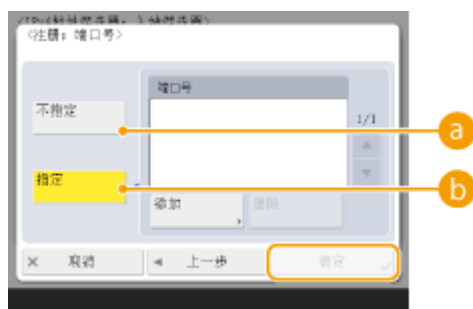 <注册: 端口号>
端口号
不指定
1/1
a
指定
b
添加
删除
× 取消
◄ 上一步
确定